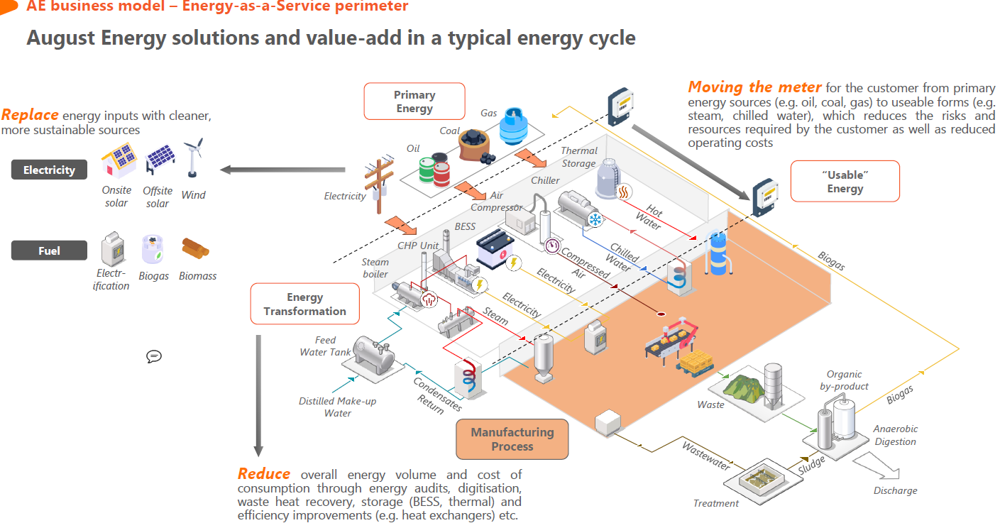 AE business model – Energy-as-a-Service perimeter
August Energy solutions and value-add in a typical energy cycle
Replace energy inputs with cleaner,
more sustainable sources
Electricity
Onsite
solar
Offsite
solar
Wind
Fuel
Electr-
ification
Biogas
Biomass
Primary
Energy
Gas
Coal
Oil
Electricity
Moving the meter for the customer from primary
energy sources (e.g. oil, coal, gas) to useable forms (e.g.
steam, chilled water), which reduces the risks and
resources required by the customer as well as reduced
operating costs
“Usable”
Energy
Thermal
Storage
Chiller
Air
Compressor
BESS
CHP Unit
Steam
boiler
Hot
Water
Chilled
Water
Compressed
Air
Electricity
Electricity
Steam
Biogas
Energy
Transformation
Feed
Water Tank
Distilled Make-up
Water
Condensates
Return
Manufacturing
Process
Waste
Organic
by-product
Biogas
Anaerobic
Digestion
Wastewater
Sludge
Treatment
Discharge
Reduce overall energy volume and cost of
consumption through energy audits, digitisation,
waste heat recovery, storage (BESS, thermal) and
efficiency improvements (e.g. heat exchangers) etc.